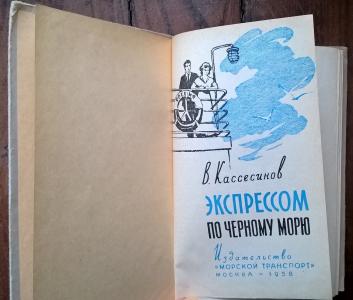 В. Кассесинов
ЭКСПРЕССОМ
ПО ЧЕРНОМУ МОРЮ
Издательство
«МОРСКОЙ ТРАНСПОРТ»
МОСКВА - 1958